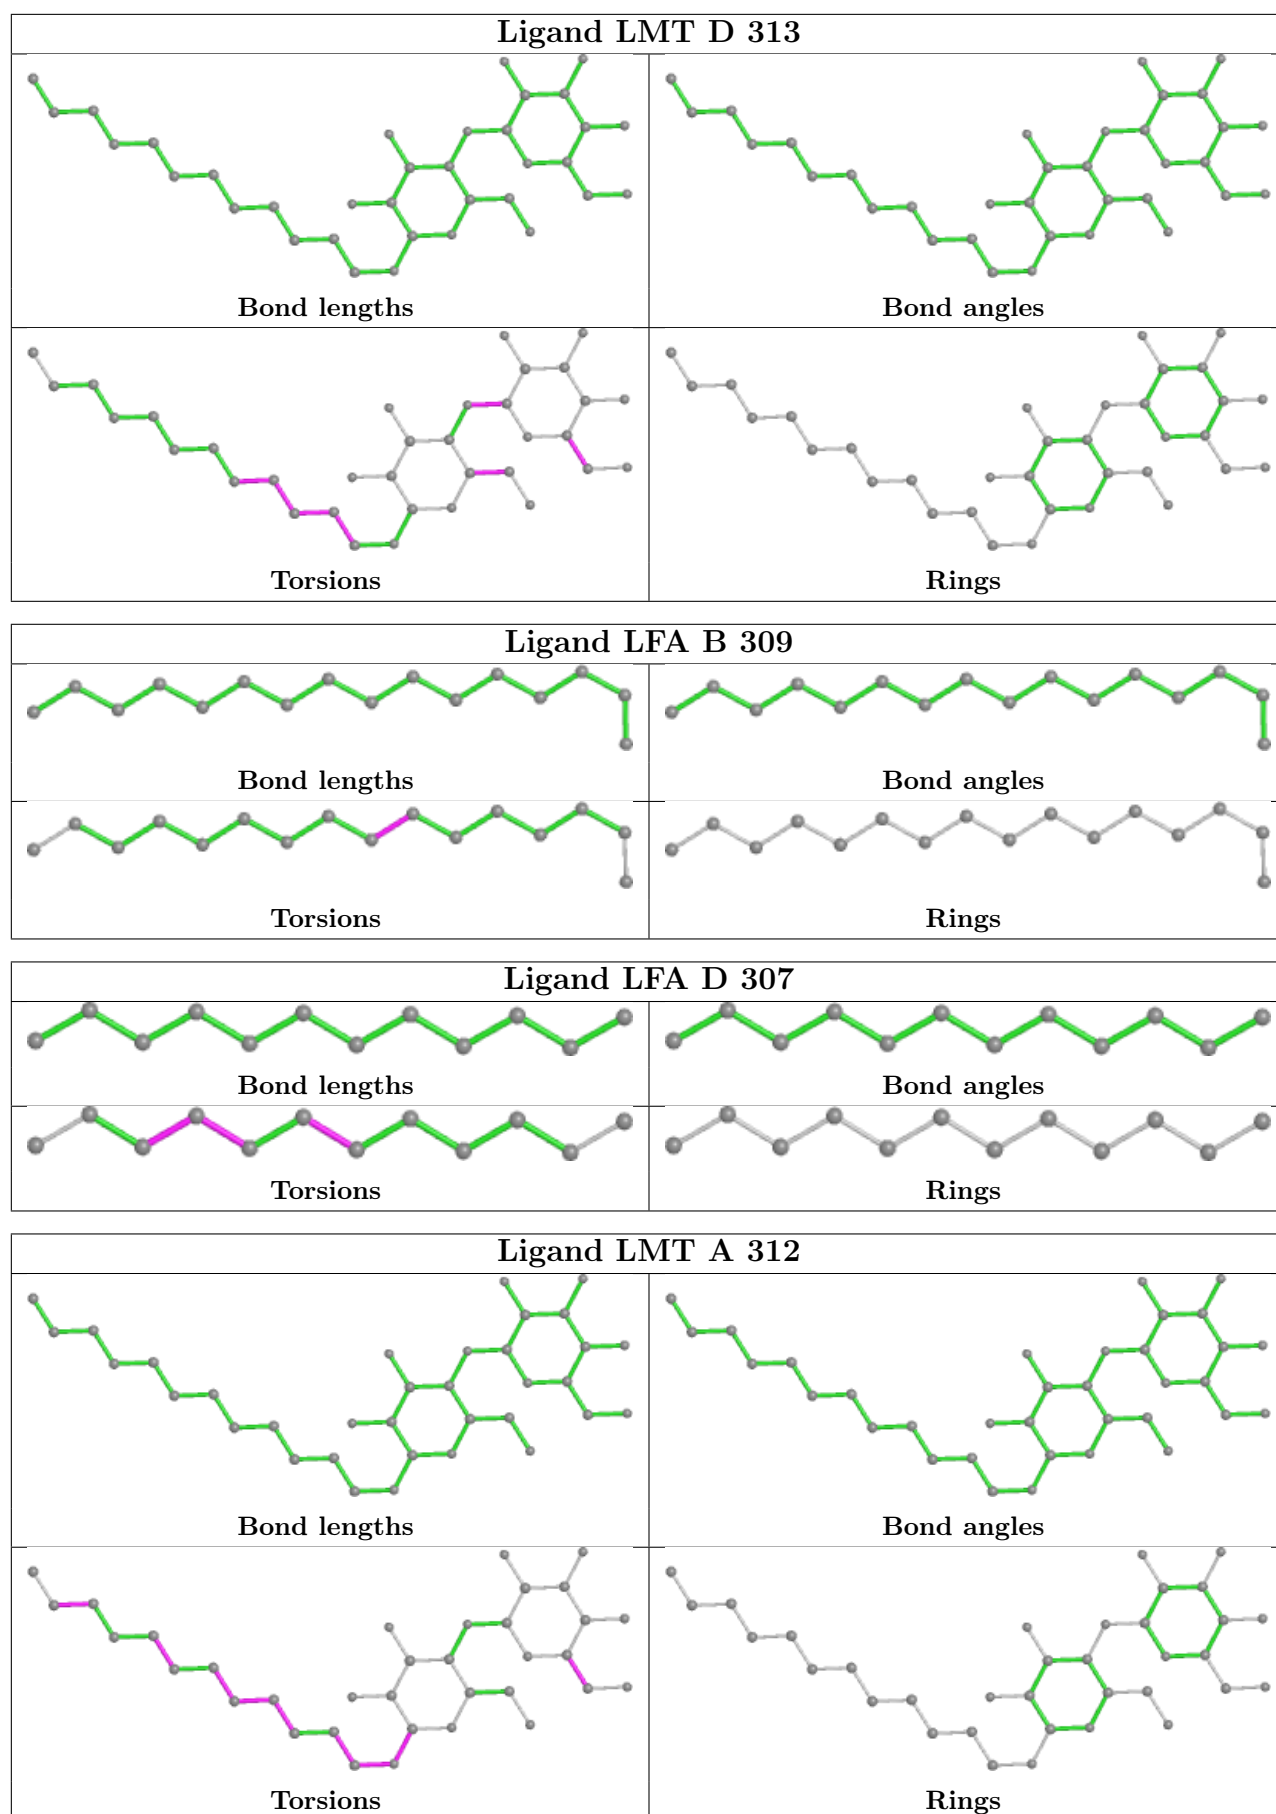 Ligand LMT D 313
Bond lengths
Bond angles
Torsions
Rings
Ligand LFA B 309
Bond lengths
Bond angles
Torsions
Rings
Ligand LFA D 307
Bond lengths
Bond angles
Torsions
Rings
Ligand LMT A 312
Bond lengths
Bond angles
Torsions
Rings